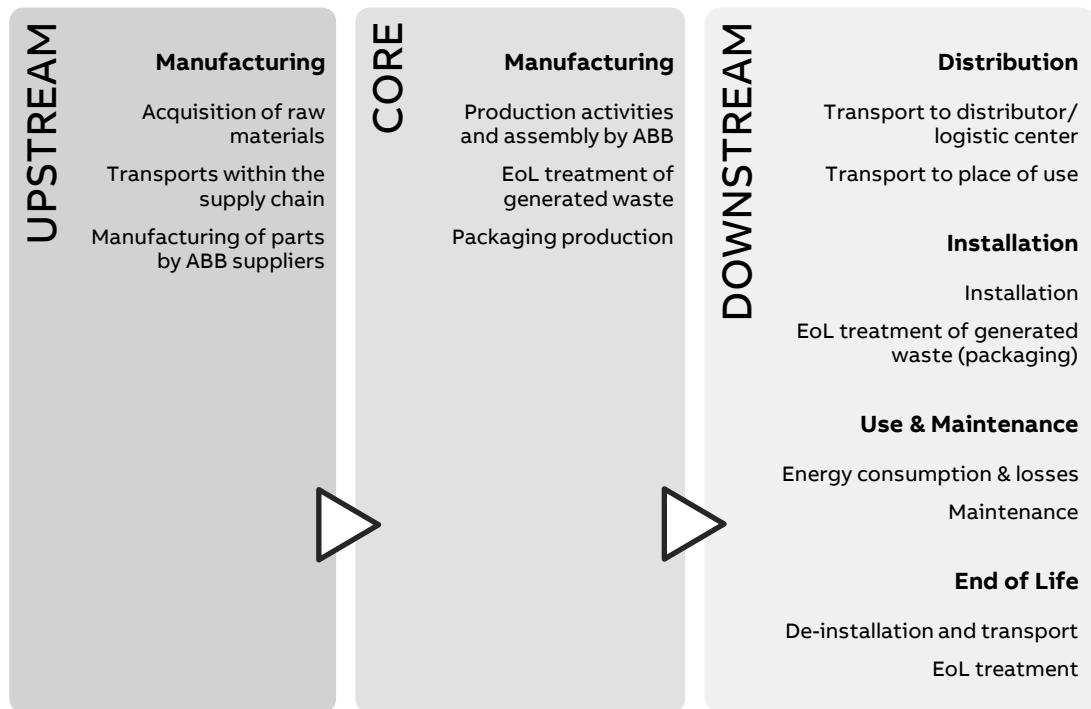 UPSTREAM
Manufacturing
Acquisition of raw
materials
Transports within the
supply chain
Manufacturing of parts
by ABB suppliers
CORE
Manufacturing
Production activities
and assembly by ABB
EoL treatment of
generated waste
Packaging production
DOWNSTREAM
Distribution
Transport to distributor/
logistic center
Transport to place of use
Installation
Installation
EoL treatment of generated
waste (packaging)
Use & Maintenance
Energy consumption & losses
Maintenance
End of Life
De-installation and transport
EoL treatment